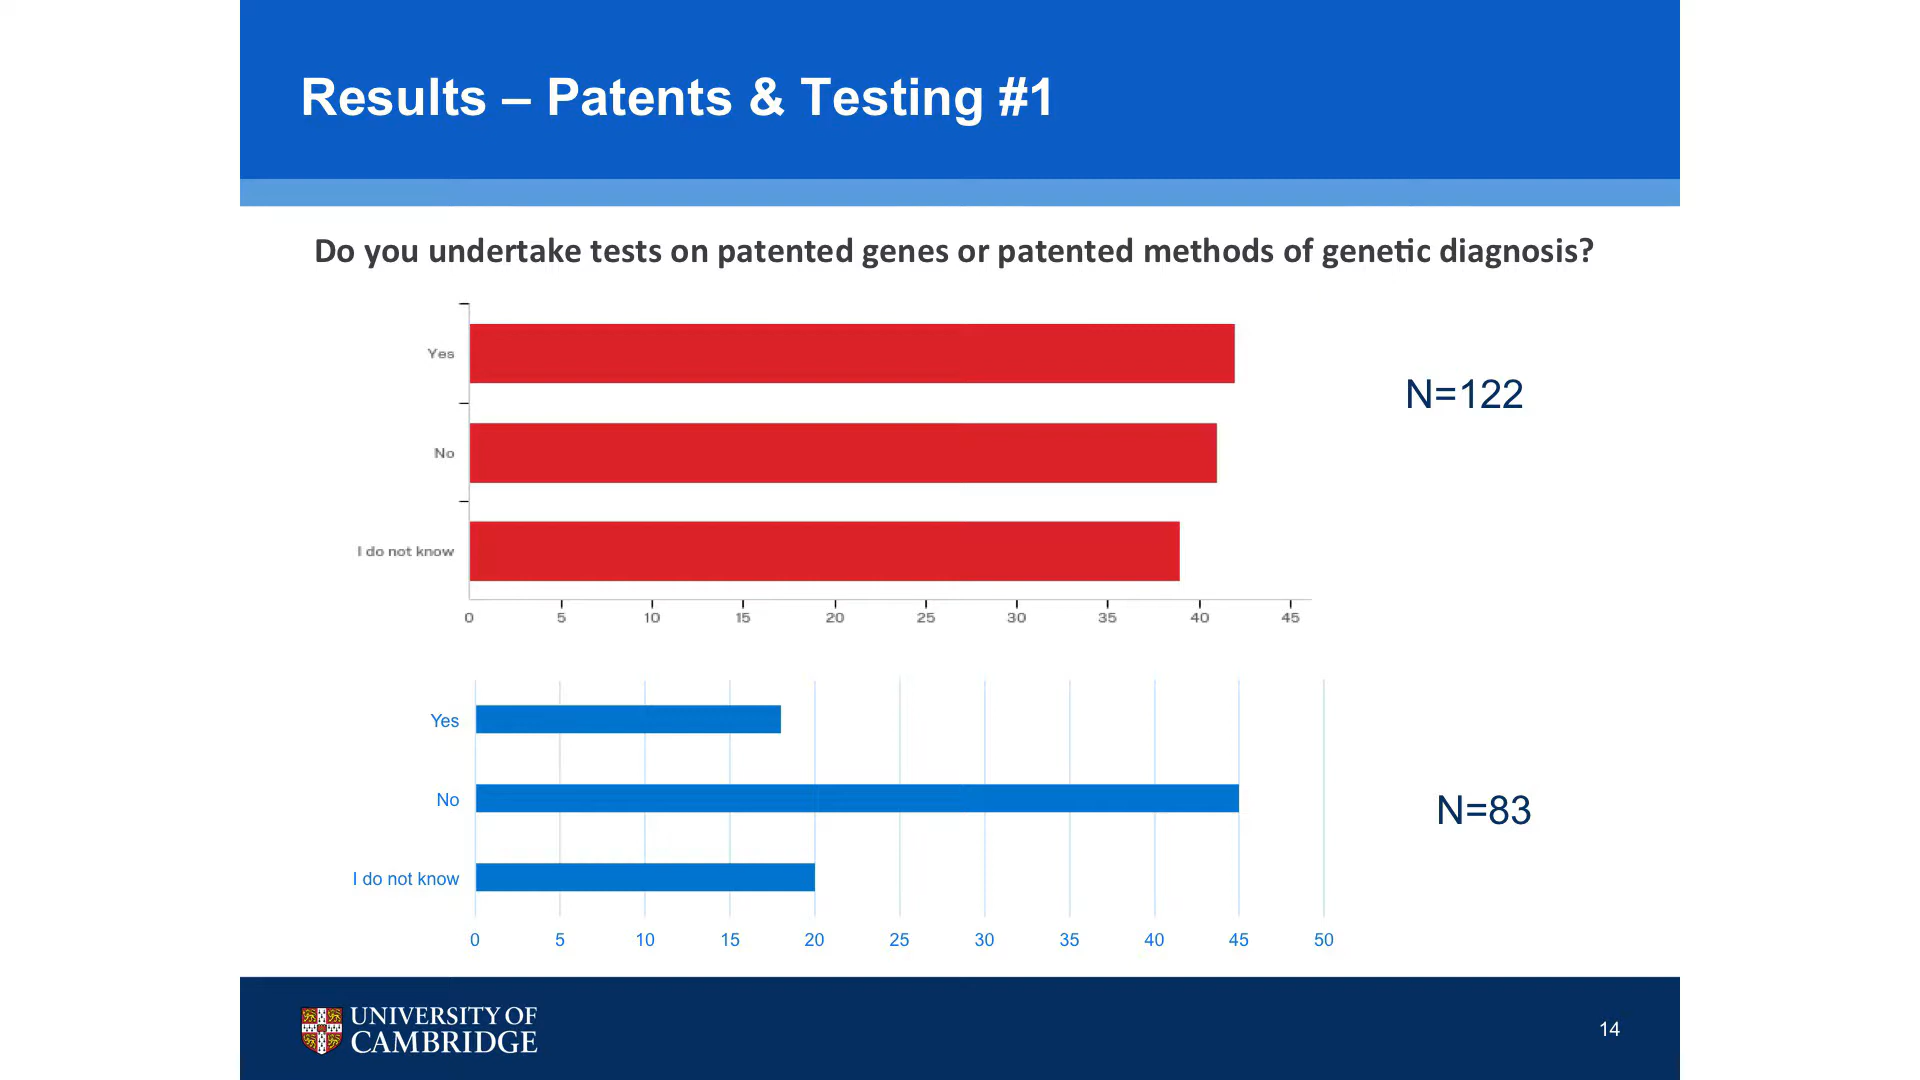 Results – Patents & Testing #1
Do you undertake tests on patented genes or patented methods of genetic diagnosis?
Yes
N=122
No
I do not know
0 5 10 15 20 25 30 35 40 45
Yes
No
N=83
I do not know
0 5 10 15 20 25 30 35 40 45 50
UNIVERSITY OF
CAMBRIDGE
14